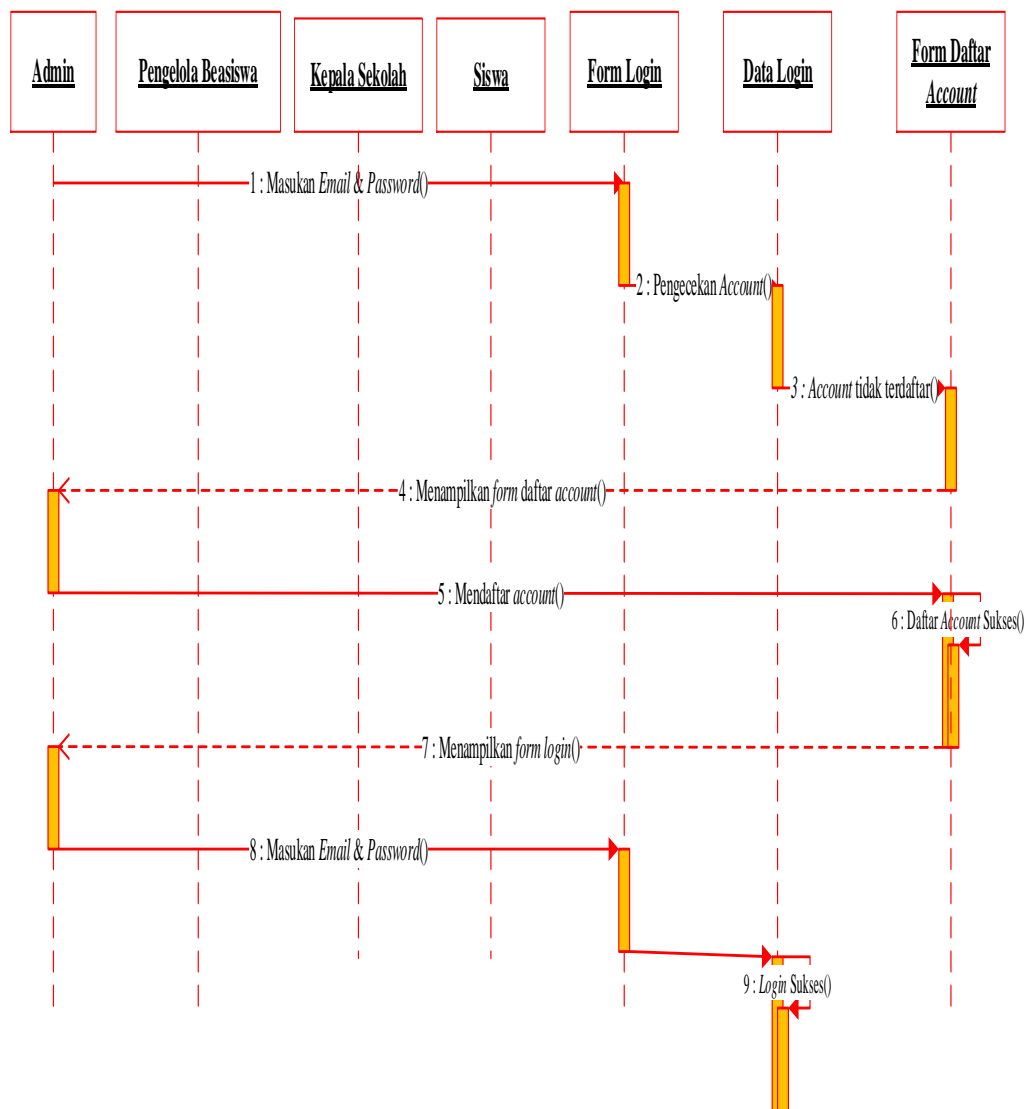 Admin
Pengelola Beasiswa
Kepala Sekolah
Siswa
Form Login
Data Login
Form Daftar
Account
1 : Masukan Email & Password()
2 : Pengecekan Account()
3 : Account tidak terdaftar()
4 : Menampilkan form daftar account()
5 : Mendaftar account()
6 : Daftar Account Sukses()
7 : Menampilkan form login()
8 : Masukan Email & Password()
9 : Login Sukses()